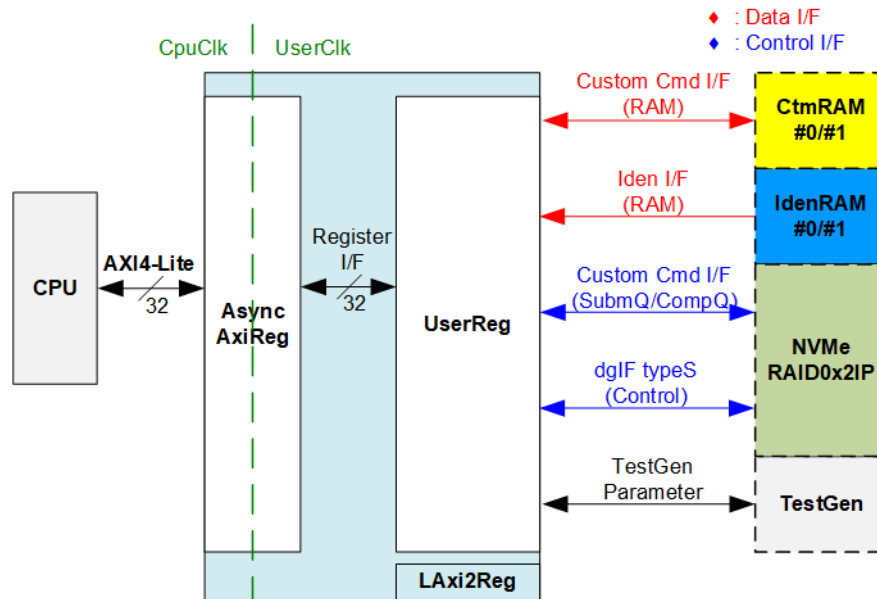 ♦ : Data I/F
♦ : Control I/F
CpuClk
UserClk
CPU
AXI4-Lite
32
Async
AxiReg
Register
I/F
32
UserReg
LAxi2Reg
Custom Cmd I/F
(RAM)
Iden I/F
(RAM)
Custom Cmd I/F
(SubmQ/CompQ)
dgIF typeS
(Control)
TestGen
Parameter
CtmRAM
#0/#1
IdenRAM
#0/#1
NVMe
RAID0x2IP
TestGen